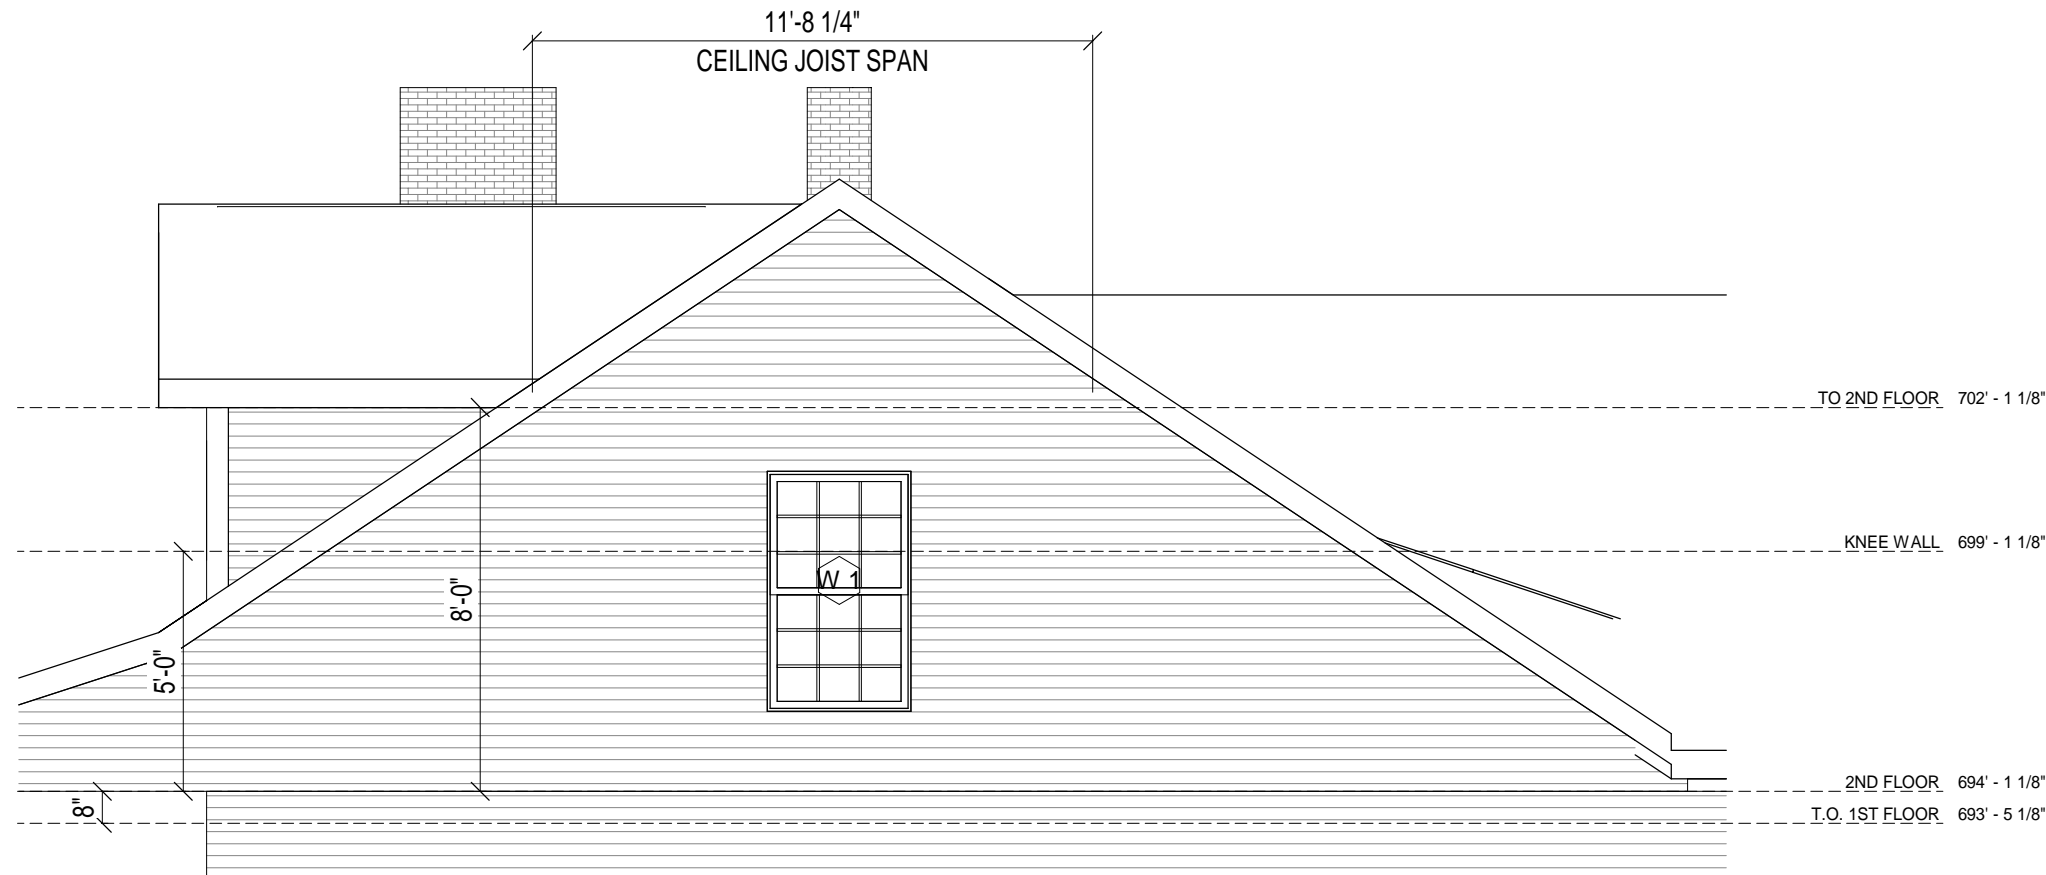 11'-8 1/4"
CEILING JOIST SPAN
TO 2ND FLOOR 702' - 1 1/8"
KNEE WALL 699' - 1 1/8"
W 1
8'-0"
5'-0"
2ND FLOOR 694' - 1 1/8"
8"
T.O. 1ST FLOOR 693' - 5 1/8"